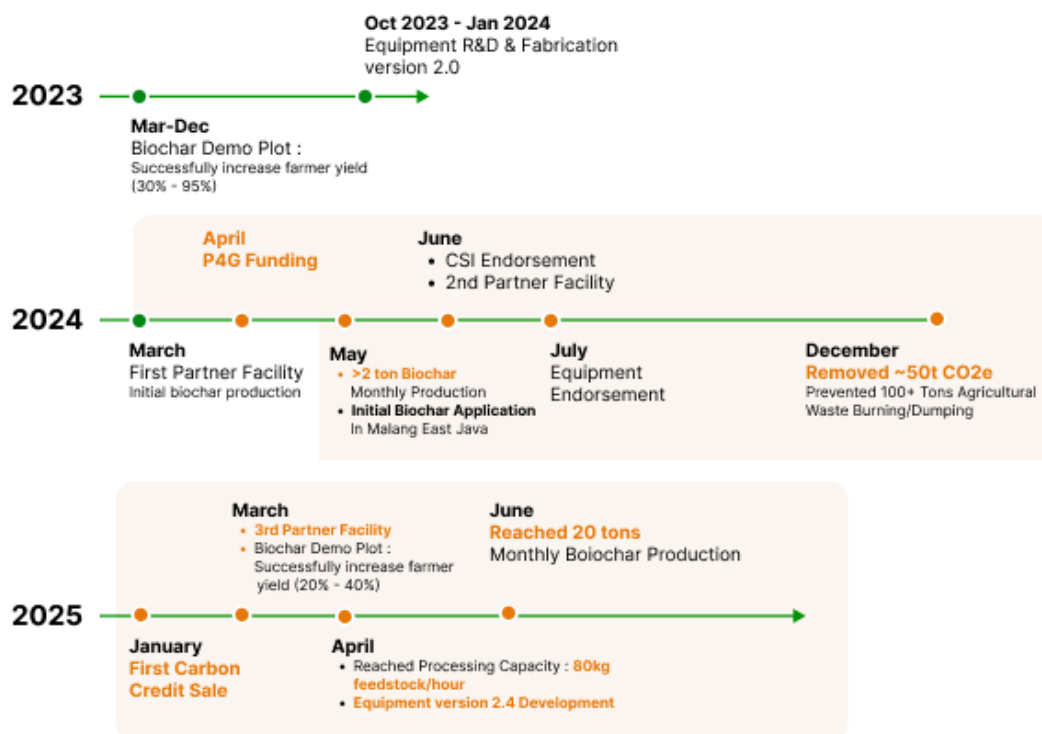 Oct 2023 - Jan 2024
Equipment R&D & Fabrication
version 2.0
2023
Mar-Dec
Biochar Demo Plot :
Successfully increase farmer yield
(30% - 95%)
April
P4G Funding
June
• CSI Endorsement
• 2nd Partner Facility
2024
March
First Partner Facility
Initial biochar production
May
• >2 ton Biochar
Monthly Production
• Initial Biochar Application
In Malang East Java
July
Equipment
Endorsement
December
Removed ~50t CO2e
Prevented 100+ Tons Agricultural
Waste Burning/Dumping
March
• 3rd Partner Facility
• Biochar Demo Plot :
Successfully increase farmer
yield (20% - 40%)
June
Reached 20 tons
Monthly Boiochar Production
2025
January
First Carbon
Credit Sale
April
• Reached Processing Capacity : 80kg
feedstock/hour
• Equipment version 2.4 Development